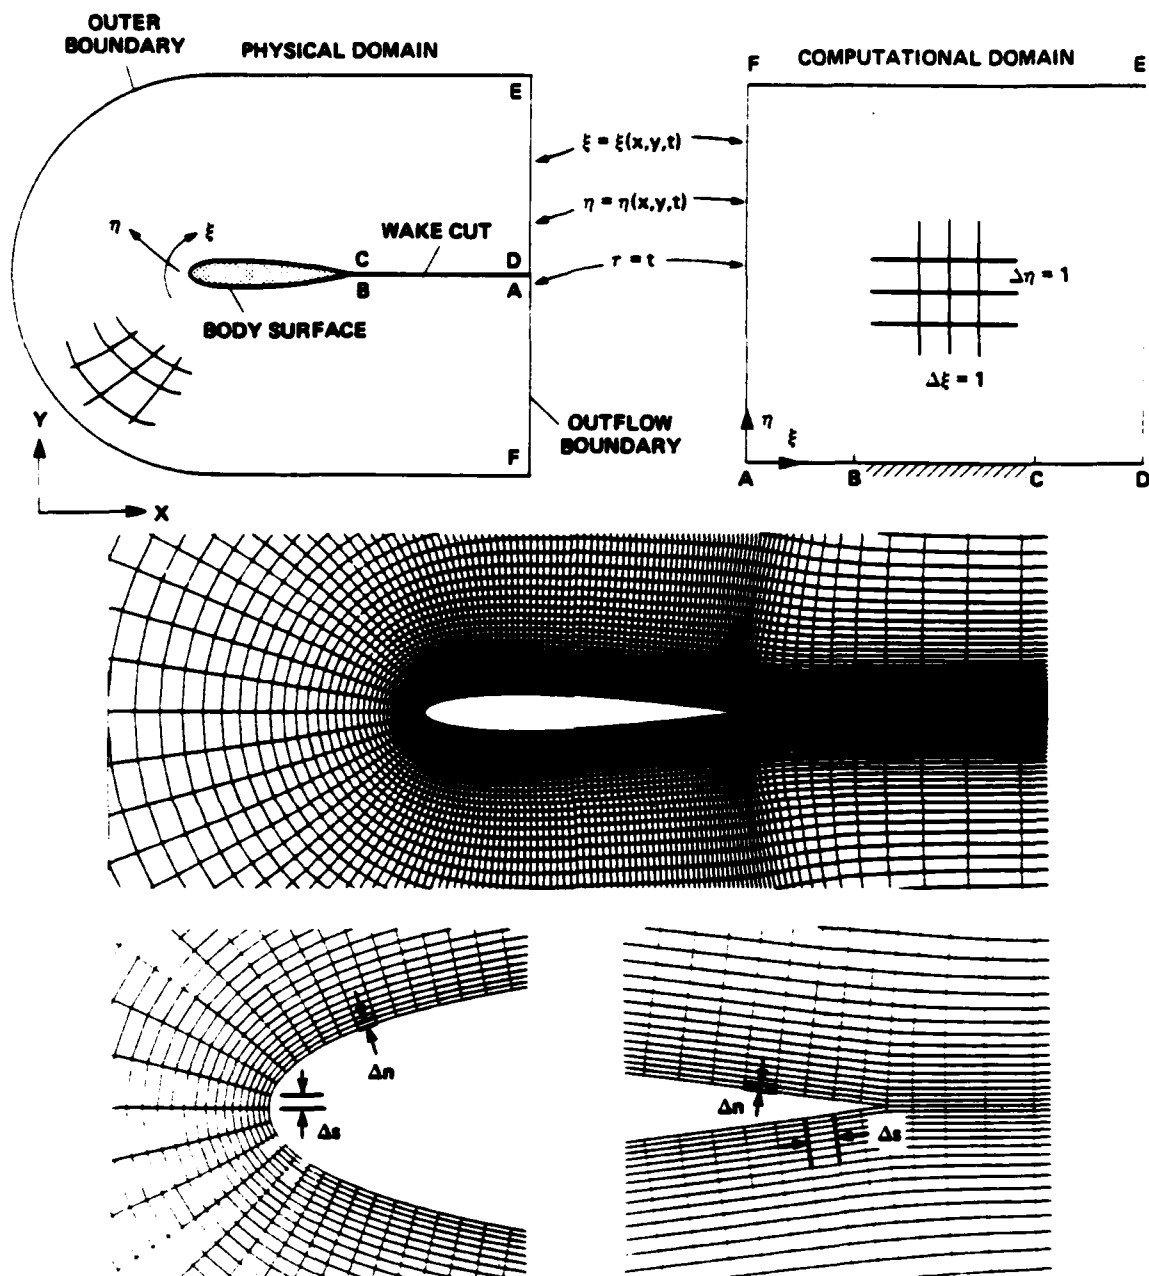 OUTER
BOUNDARY
PHYSICAL DOMAIN
COMPUTATIONAL DOMAIN
F
E
E
ξ = ξ(x,y,t)
η = η(x,y,t)
τ = t
η
ξ
WAKE CUT
C
D
B
A
BODY SURFACE
Δη = 1
Δξ = 1
Y
X
OUTFLOW
BOUNDARY
F
η
ξ
A
B
C
D
Δn
Δs
Δn
Δs